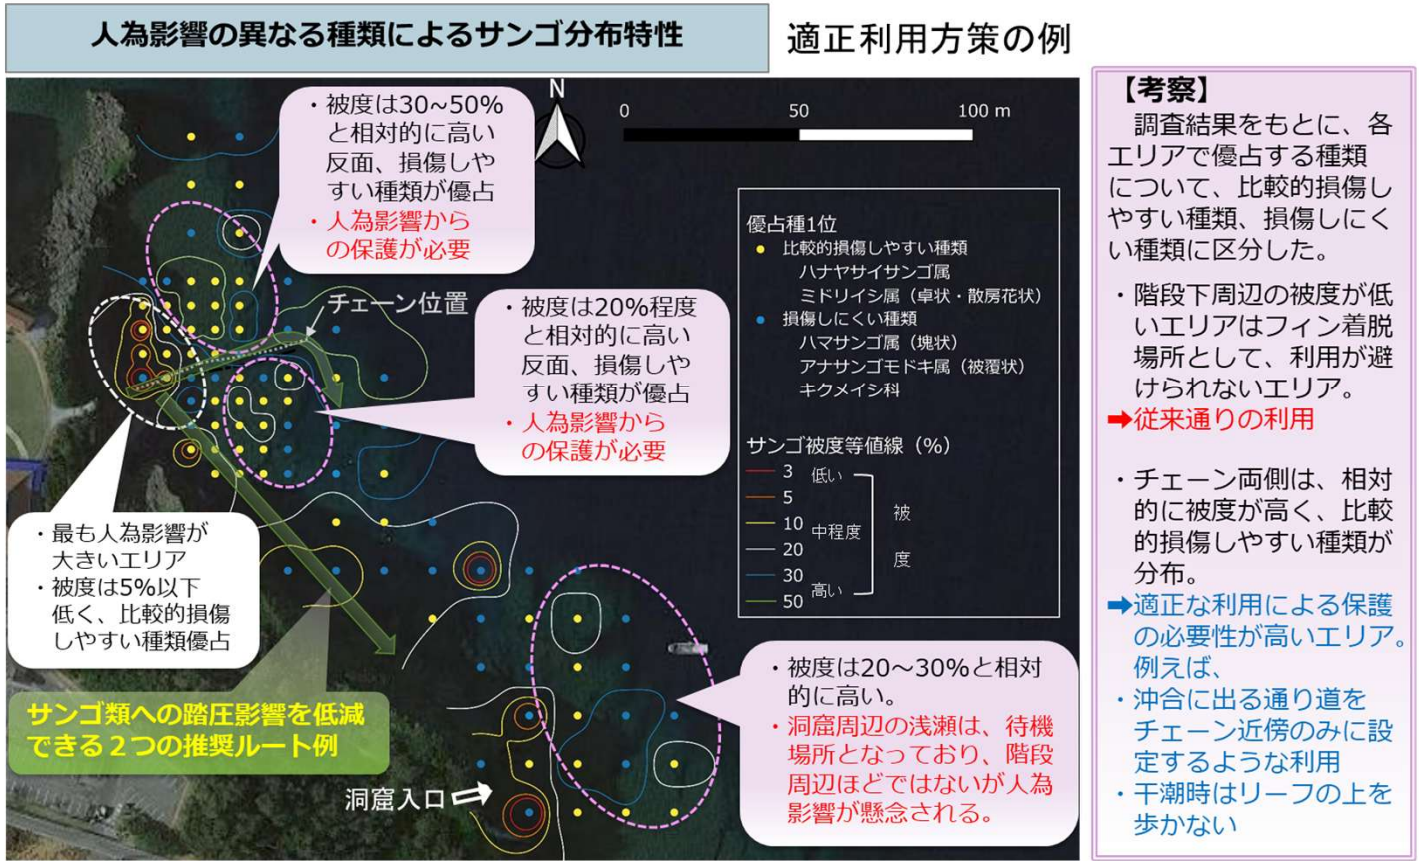 人為影響の異なる種類によるサンゴ分布特性
適正利用方策の例
・被度は30~50%
と相対的に高い
反面、損傷しや
すい種類が優占
・人為影響から
の保護が必要
N
0 50 100 m
チェーン位置
・被度は20%程度
と相対的に高い
反面、損傷しや
すい種類が優占
・人為影響から
の保護が必要
優占種1位
比較的損傷しやすい種類
ハナヤサイサンゴ属
ミドリイシ属（卓状・散房花状）
損傷しにくい種類
ハマサンゴ属（塊状）
アナサンゴモドキ属（被覆状）
キクメイシ科
サンゴ被度等値線（%）
3 低い
5
10 中程度
20
30 高い
50
被
度
・最も人為影響が
大きいエリア
・被度は5%以下
低く、比較的損傷
しやすい種類優占
サンゴ類への踏圧影響を低減
できる２つの推奨ルート例
洞窟入口
・被度は20～30%と相対
的に高い。
・洞窟周辺の浅瀬は、待機
場所となっており、階段
周辺ほどではないが人為
影響が懸念される。
【考察】
調査結果をもとに、各
エリアで優占する種類
について、比較的損傷し
やすい種類、損傷しにく
い種類に区分した。
・階段下周辺の被度が低
いエリアはフィン着脱
場所として、利用が避
けられないエリア。
➡従来通りの利用
・チェーン両側は、相対
的に被度が高く、比較
的損傷しやすい種類が
分布。
➡適正な利用による保護
の必要性が高いエリア。
例えば、
・沖合に出る通り道を
チェーン近傍のみに設
定するような利用
・干潮時はリーフの上を
歩かない